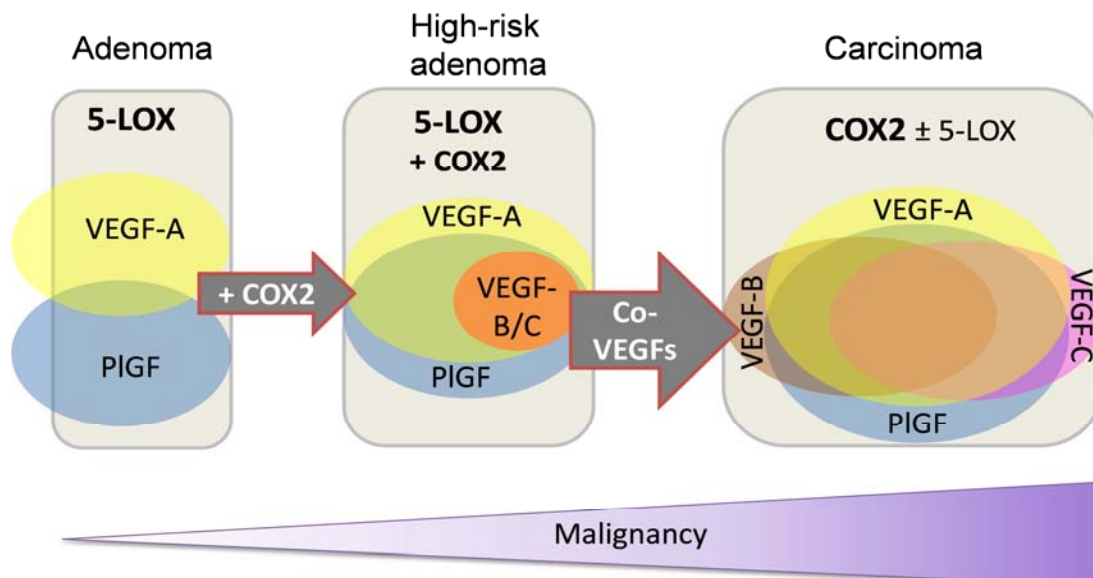 Adenoma
High-risk
adenoma
Carcinoma
5-LOX
VEGF-A
PlGF
+ COX2
5-LOX
+ COX2
VEGF-A
VEGF-
B/C
PlGF
Co-
VEGFs
COX2 ± 5-LOX
VEGF-A
VEGF-B
VEGF-C
PlGF
Malignancy